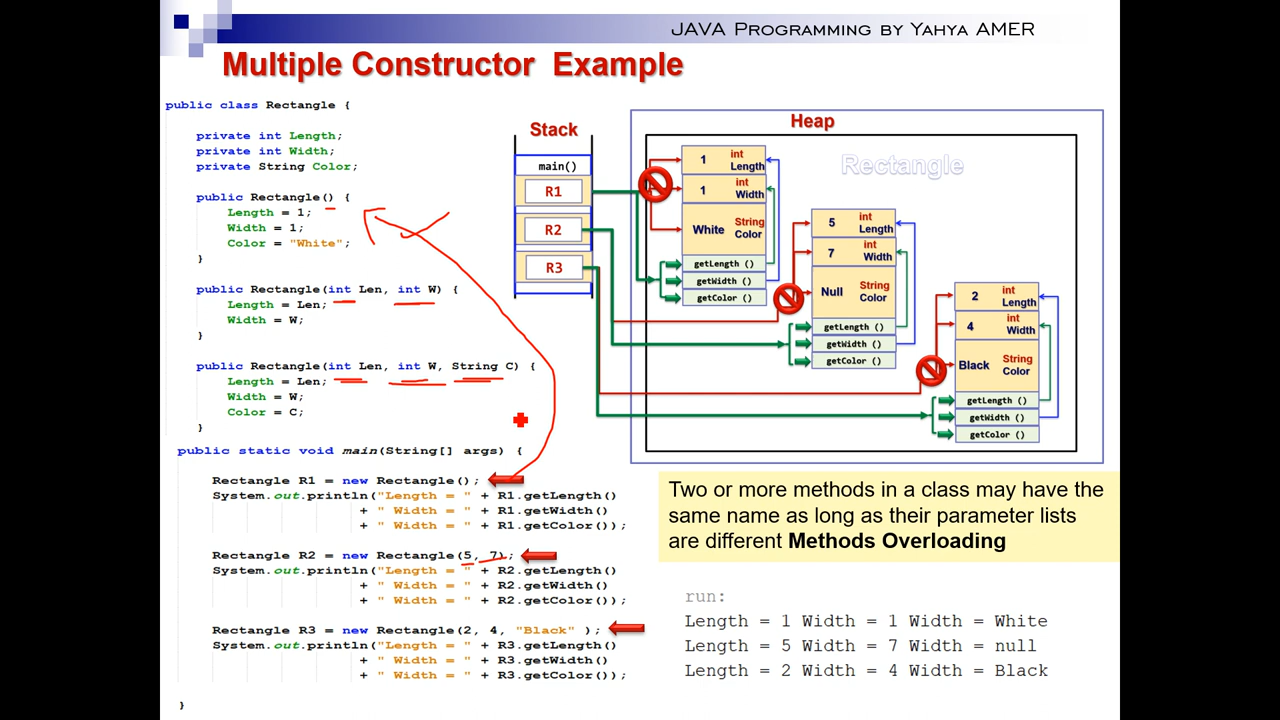 JAVA Programming by Yahya AMER
Multiple Constructor Example
public class Rectangle {
private int Length;
private int Width;
private String Color;
public Rectangle() {
Length = 1;
Width = 1;
Color = "White";
}
public Rectangle(int Len, int W) {
Length = Len;
Width = W;
}
public Rectangle(int Len, int W, String C) {
Length = Len;
Width = W;
Color = C;
}
public static void main(String[] args) {
Rectangle R1 = new Rectangle();
System.out.println("Length = " + R1.getLength()
+ " Width = " + R1.getWidth()
+ " Width = " + R1.getColor());
Rectangle R2 = new Rectangle(5, 7);
System.out.println("Length = " + R2.getLength()
+ " Width = " + R2.getWidth()
+ " Width = " + R2.getColor());
Rectangle R3 = new Rectangle(2, 4, "Black" );
System.out.println("Length = " + R3.getLength()
+ " Width = " + R3.getWidth()
+ " Width = " + R3.getColor());
}
Stack
main()
R1
R2
R3
Heap
Rectangle
1 int Length
1 int Width
White String Color
getLength ()
getWidth ()
getColor ()
5 int Length
7 int Width
Null String Color
getLength ()
getWidth ()
getColor ()
2 int Length
4 int Width
Black String Color
getLength ()
getWidth ()
getColor ()
Two or more methods in a class may have the
same name as long as their parameter lists
are different Methods Overloading
run:
Length = 1 Width = 1 Width = White
Length = 5 Width = 7 Width = null
Length = 2 Width = 4 Width = Black